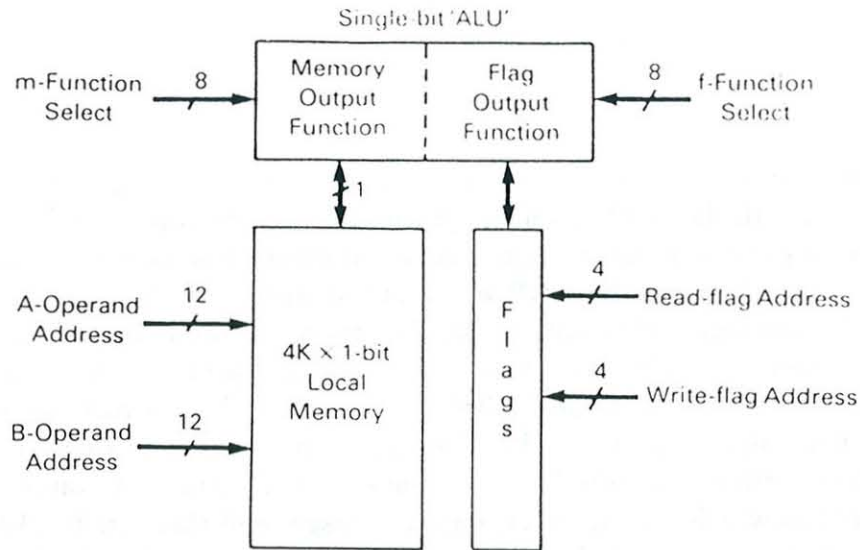 Single-bit 'ALU'
m-Function
Select
8
Memory
Output
Function
Flag
Output
Function
8
f-Function
Select
1
A-Operand
Address
12
B-Operand
Address
12
4K × 1-bit
Local
Memory
Flags
4
Read-flag Address
4
Write-flag Address